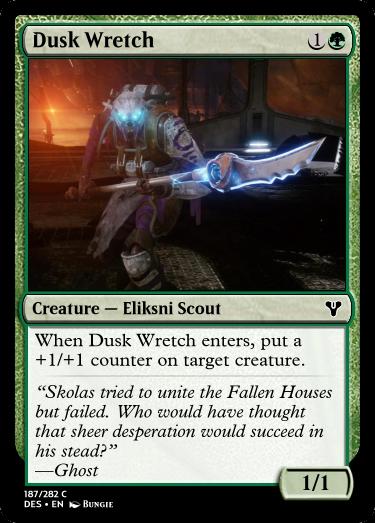 Dusk Wretch
1
Creature — Eliksni Scout
When Dusk Wretch enters, put a
+1/+1 counter on target creature.
“Skolas tried to unite the Fallen Houses
but failed. Who would have thought
that sheer desperation would succeed in
his stead?”
—Ghost
1/1
187/282 C
DES • EN Bungie